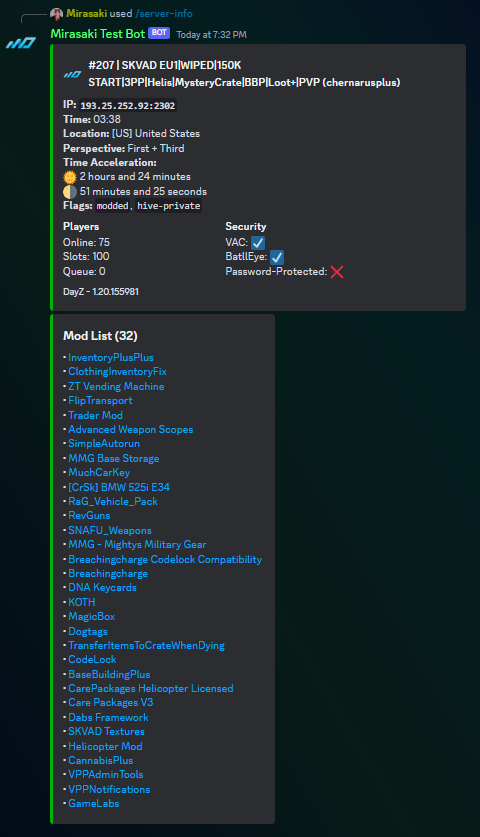 Mirasaki used /server-info
Mirasaki Test Bot BOT Today at 7:32 PM
#207 | SKVAD EU1|WIPED|150K
START|3PP|Helis|MysteryCrate|BBP|Loot+|PVP (chernarusplus)
IP: 193.25.252.92:2302
Time: 03:38
Location: [US] United States
Perspective: First + Third
Time Acceleration:
2 hours and 24 minutes
51 minutes and 25 seconds
Flags: modded, hive-private
Players Security
Online: 75 VAC:
Slots: 100 BatllEye:
Queue: 0 Password-Protected:
DayZ - 1.20.155981
Mod List (32)
• InventoryPlusPlus
• ClothingInventoryFix
• ZT Vending Machine
• FlipTransport
• Trader Mod
• Advanced Weapon Scopes
• SimpleAutorun
• MMG Base Storage
• MuchCarKey
• [CrSk] BMW 525i E34
• RaG_Vehicle_Pack
• RevGuns
• SNAFU_Weapons
• MMG - Mightys Military Gear
• Breachingcharge Codelock Compatibility
• Breachingcharge
• DNA Keycards
• KOTH
• MagicBox
• Dogtags
• TransferItemsToCrateWhenDying
• CodeLock
• BaseBuildingPlus
• CarePackages Helicopter Licensed
• Care Packages V3
• Dabs Framework
• SKVAD Textures
• Helicopter Mod
• CannabisPlus
• VPPAdminTools
• VPPNotifications
• GameLabs